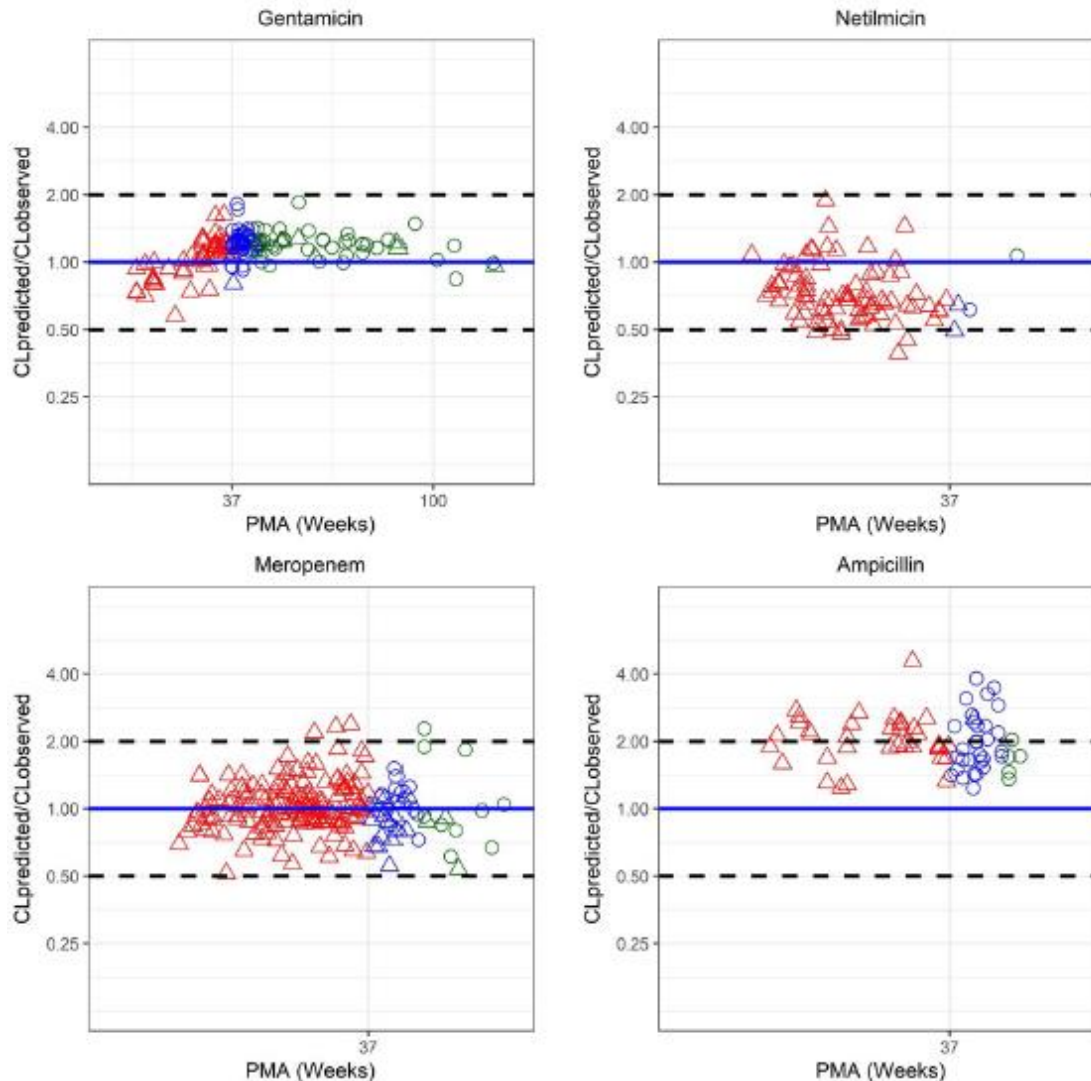 Gentamicin
CLpredicted/CLobserved
4.00
2.00
1.00
0.50
0.25
37
100
PMA (Weeks)
Netilmicin
CLpredicted/CLobserved
4.00
2.00
1.00
0.50
0.25
37
PMA (Weeks)
Meropenem
CLpredicted/CLobserved
4.00
2.00
1.00
0.50
0.25
37
PMA (Weeks)
Ampicillin
CLpredicted/CLobserved
4.00
2.00
1.00
0.50
0.25
37
PMA (Weeks)